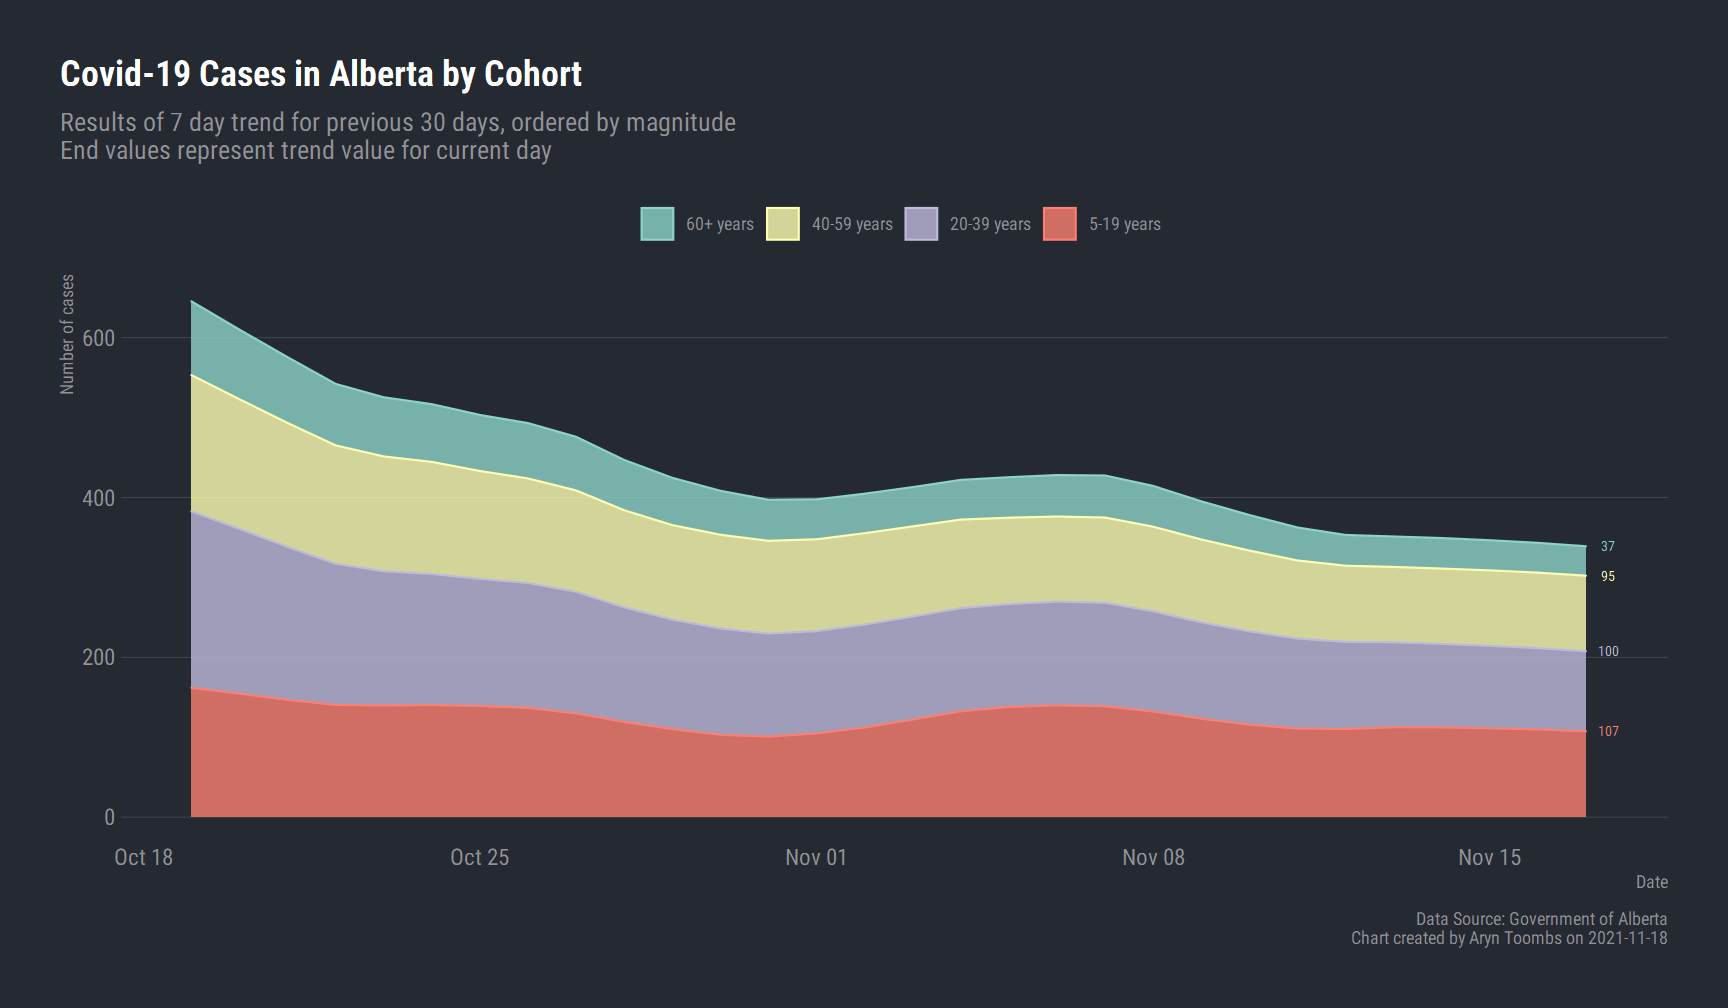 Covid-19 Cases in Alberta by Cohort
Results of 7 day trend for previous 30 days, ordered by magnitude
End values represent trend value for current day
60+ years
40-59 years
20-39 years
5-19 years
Number of cases
600
400
200
0
37
95
100
107
Oct 18
Oct 25
Nov 01
Nov 08
Nov 15
Date
Data Source: Government of Alberta
Chart created by Aryn Toombs on 2021-11-18